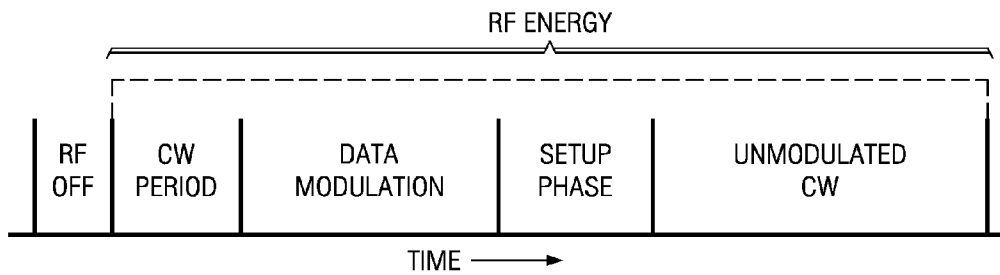 RF ENERGY
RF
OFF
CW
PERIOD
DATA
MODULATION
SETUP
PHASE
UNMODULATED
CW
TIME